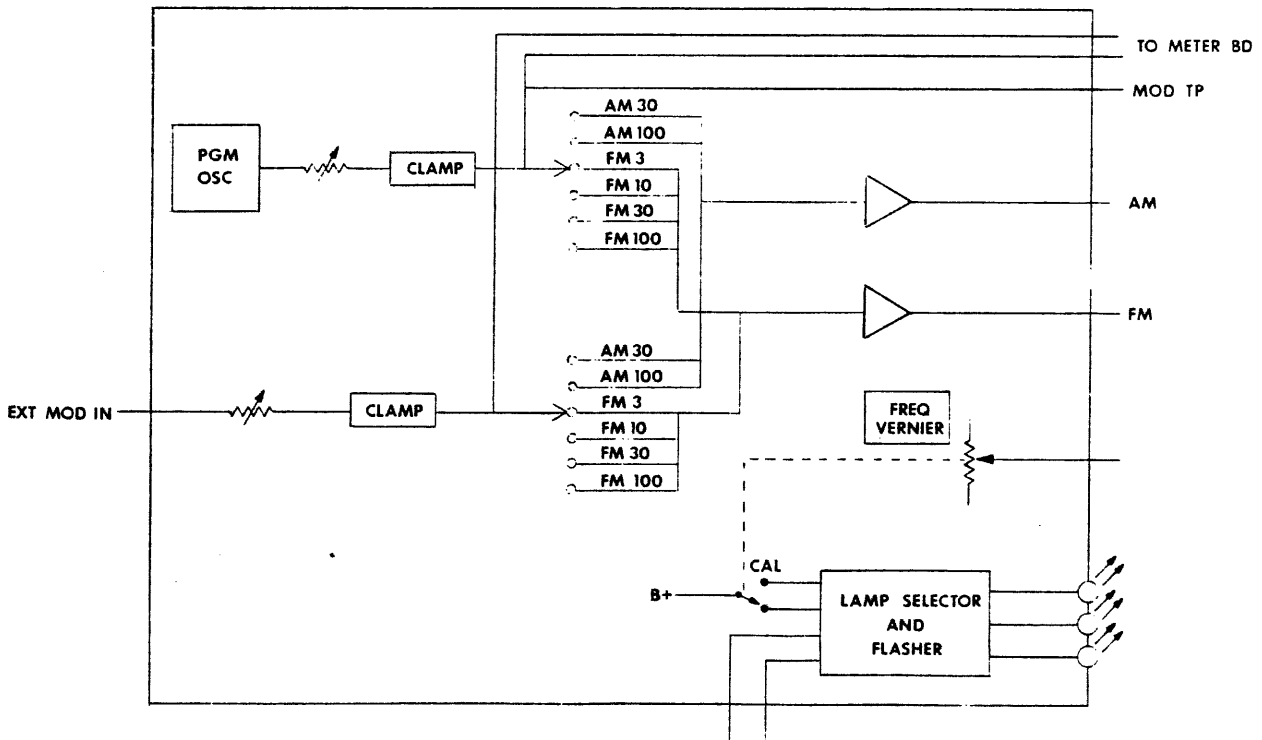 TO METER BD
MOD TP
AM 30
AM 100
PGM
OSC
CLAMP
FM 3
FM 10
FM 30
FM 100
AM
FM
AM 30
AM 100
EXT MOD IN
CLAMP
FM 3
FM 10
FM 30
FM 100
FREQ
VERNIER
CAL
B+
LAMP SELECTOR
AND
FLASHER